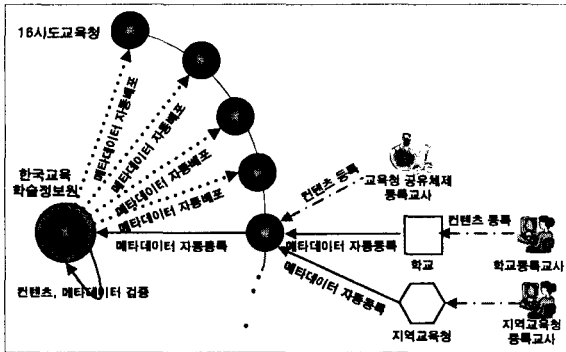 16시도교육청
메타데이터 자동배포
메타데이터 자동배포
메타데이터 자동배포
메타데이터 자동배포
한국교육
학술정보원
컨텐츠 등록
교육청 공유체제
등록교사
메타데이터 자동등록
메타데이터 자동등록
컨텐츠 등록
학교
학교등록교사
메타데이터 자동등록
컨텐츠, 메타데이터 검증
지역교육청
지역교육청
등록교사